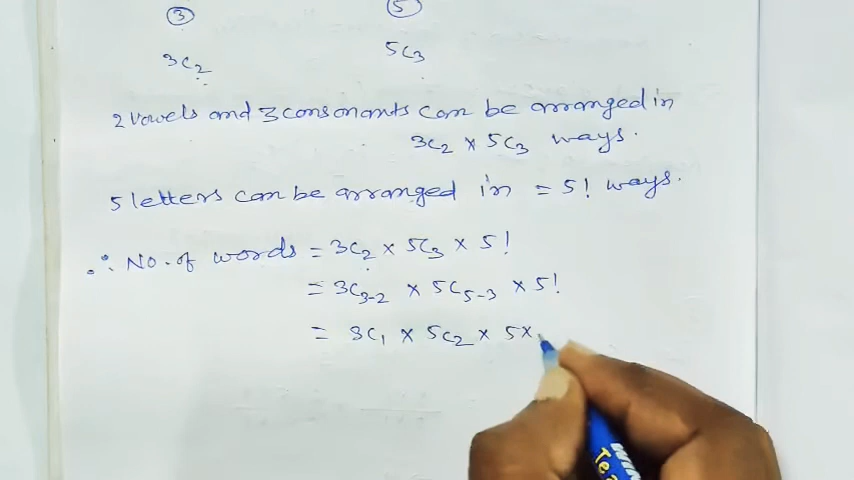 3 5
3C2 5C3
2 vowels and 3 consonants can be arranged in
3C2 × 5C3 ways.
5 letters can be arranged in = 5! ways.
∴ No. of words = 3C2 × 5C3 × 5!
= 3C3-2 × 5C5-3 × 5!
= 3C1 × 5C2 × 5×